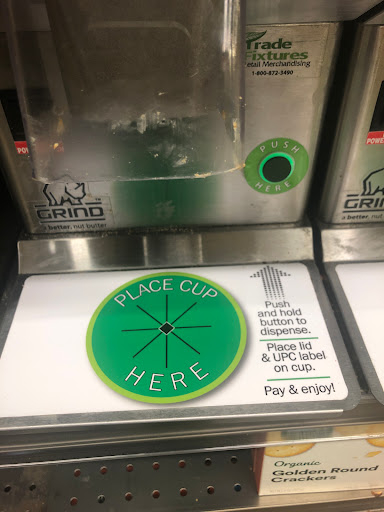 Trade
Fixtures
Retail Merchandising
1-800-872-3490
PUSH
HERE
POWE
GRIND
a better, nut butter
GRIN
a better.
PLACE CUP
HERE
Push
and hold
button to
dispense.
Place lid
& UPC label
on cup.
Pay & enjoy!
Organic
Golden Round
Crackers